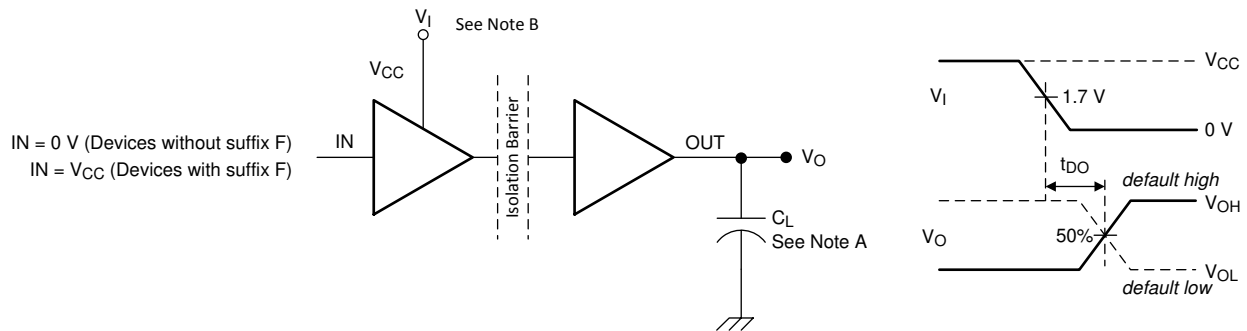 V_I See Note B
V_CC
IN = 0 V (Devices without suffix F)
IN = V_CC (Devices with suffix F)
IN
Isolation Barrier
OUT
V_O
C_L
See Note A
V_I
V_CC
1.7 V
0 V
t_DO
default high
V_OH
V_O
50%
V_OL
default low